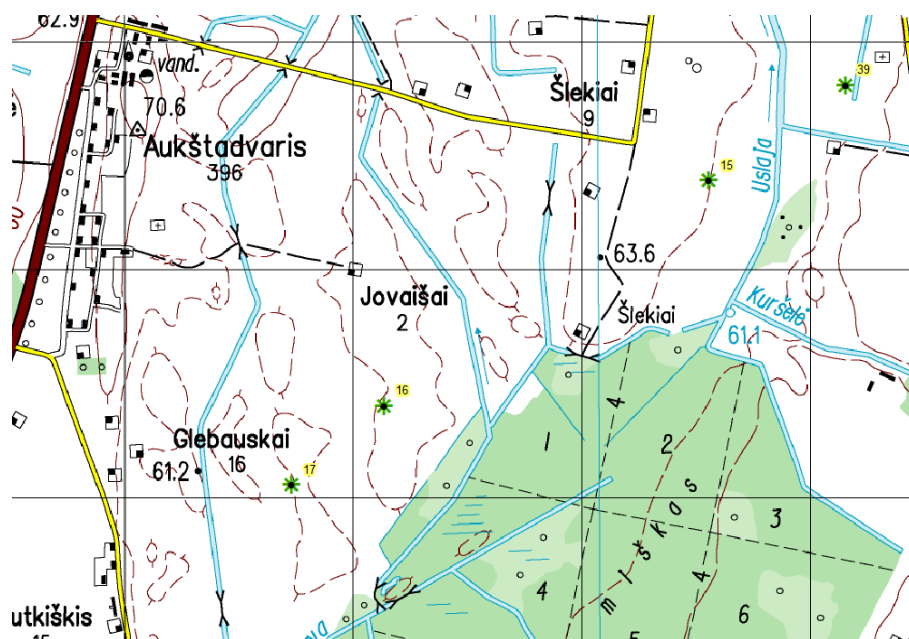 62.9
vand.
39
70.6
Šlekiai
9
Aukštadvaris
396
15
Uslaja
63.6
Jovaišai
2
Kuršelė
Šlekiai
61.1
16
4
1
2
Glebauskai
16
61.2
17
3
miškas
4
4
utkiškis
15
5
6